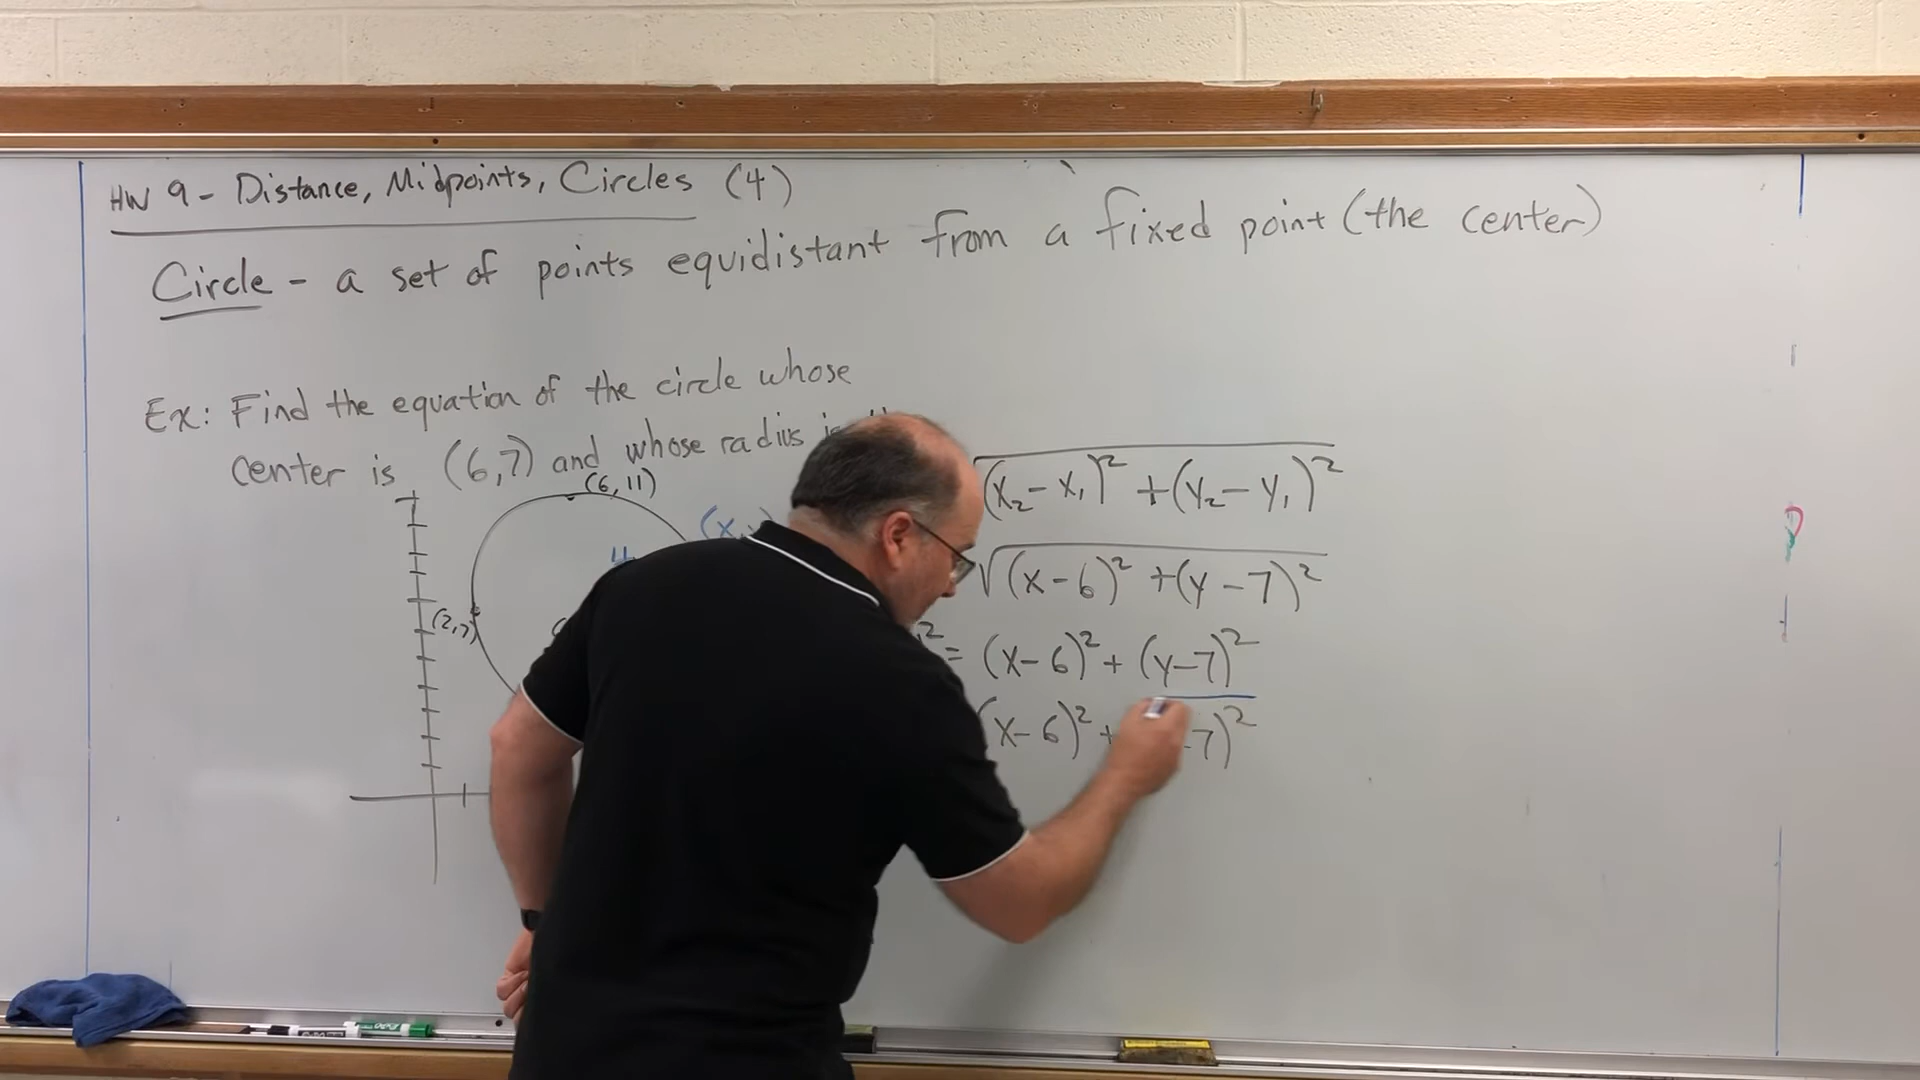 HW 9 - Distance, Midpoints, Circles (4)
Circle - a set of points equidistant from a fixed point (the center)
Ex: Find the equation of the circle whose
center is (6,7) and whose radius is
(6,11)
(2,7)
(x₂-x₁)² + (y₂-y₁)²
√(x-6)² + (y-7)²
² = (x-6)² + (y-7)²
(x-6)² + -7)²